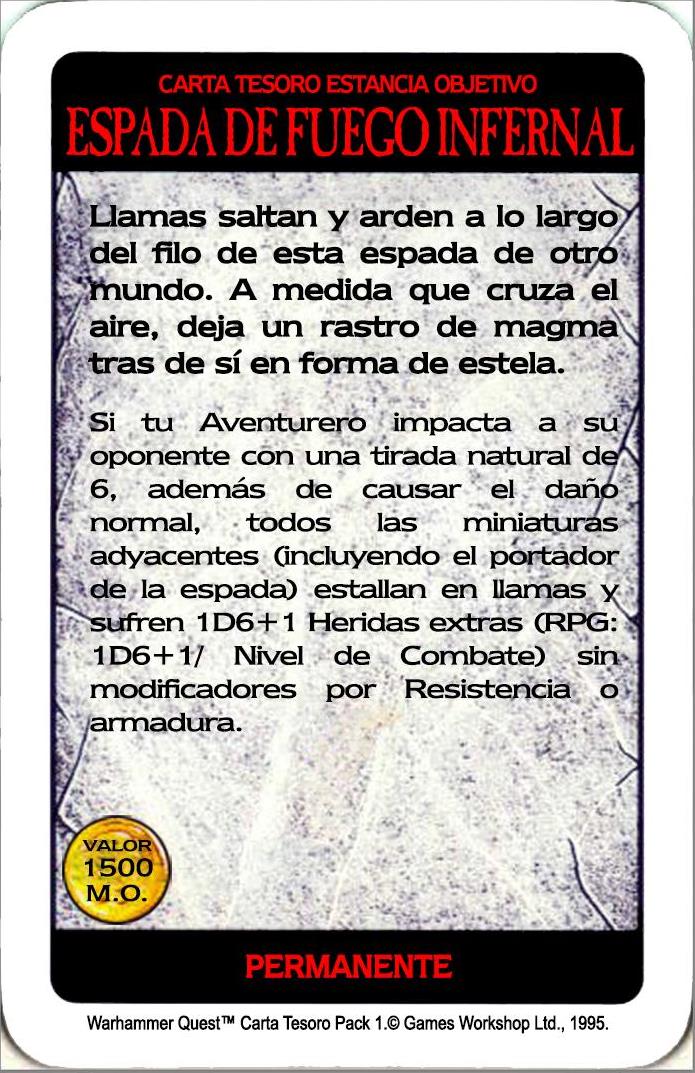 CARTA TESORO ESTANCIA OBJETIVO
ESPADA DE FUEGO INFERNAL
Llamas saltan y arden a lo largo
del filo de esta espada de otro
mundo. A medida que cruza el
aire, deja un rastro de magma
tras de sí en forma de estela.
Si tu Aventurero impacta a su
oponente con una tirada natural de
6, además de causar el daño
normal, todos las miniaturas
adyacentes (incluyendo el portador
de la espada) estallan en llamas y
sufren 1D6+1 Heridas extras (RPG:
1D6+1/ Nivel de Combate) sin
modificadores por Resistencia o
armadura.
VALOR
1500
M.O.
PERMANENTE
Warhammer Quest™ Carta Tesoro Pack 1.© Games Workshop Ltd., 1995.